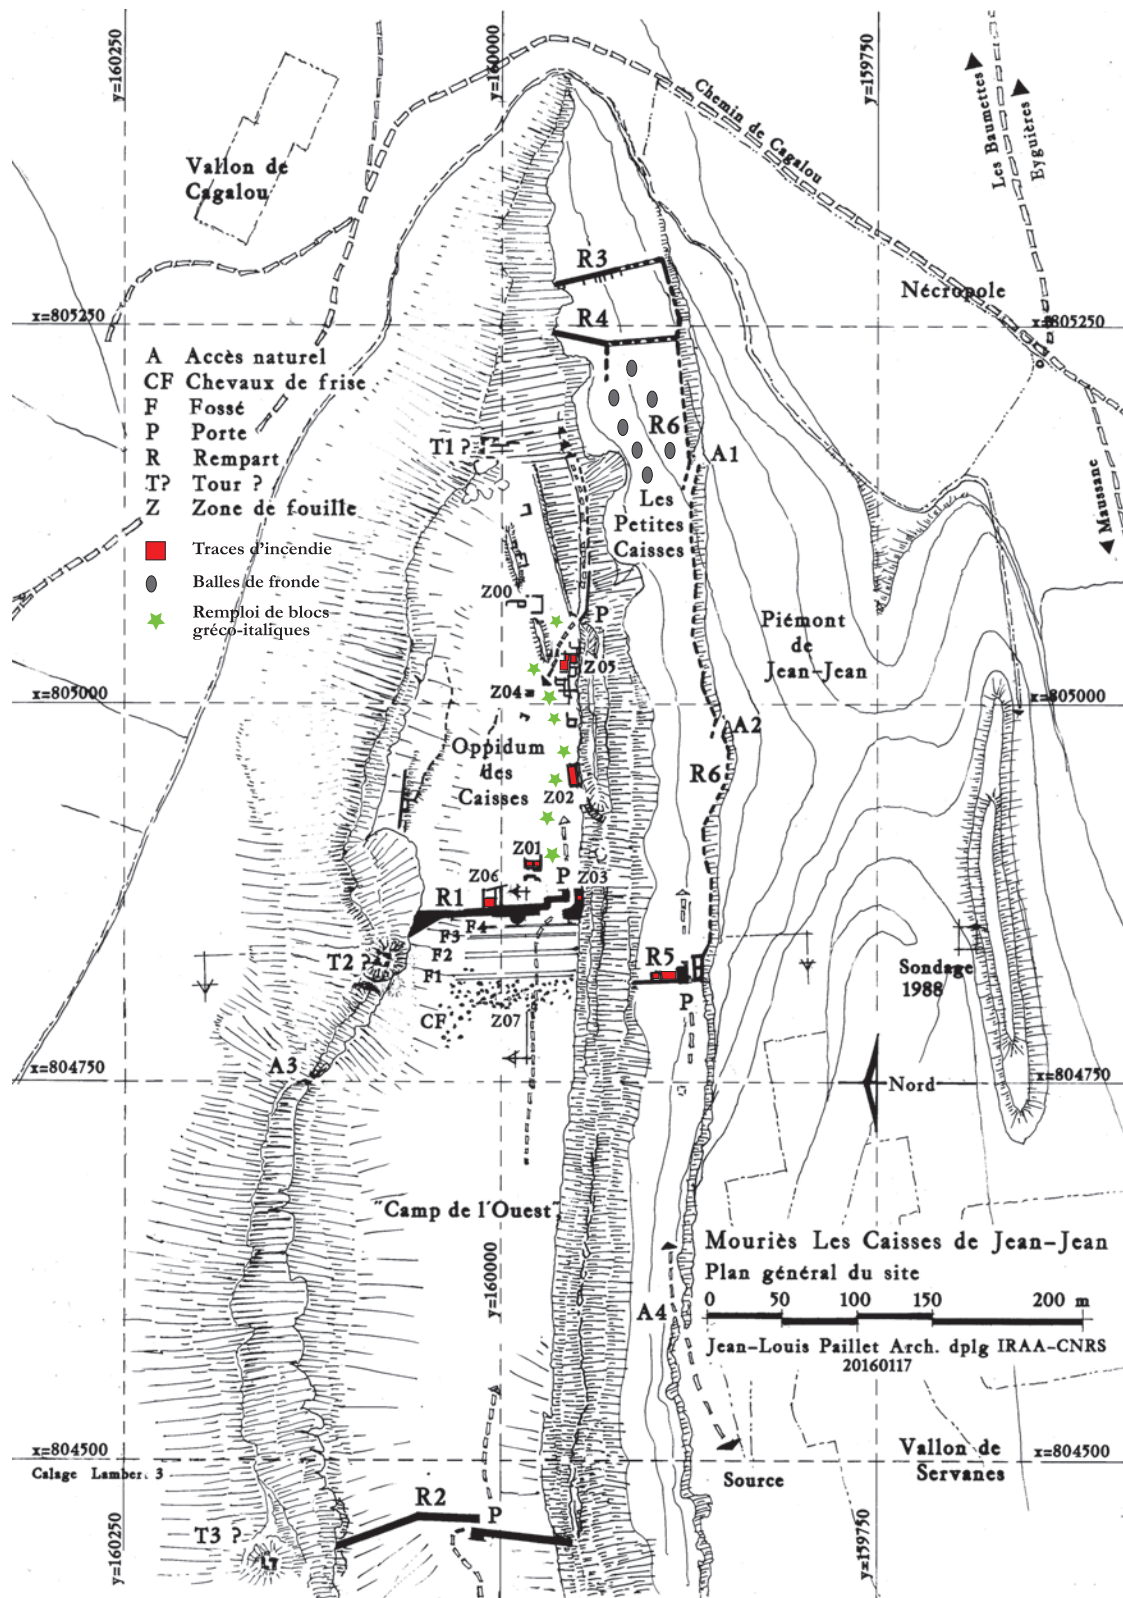 y=160250
y=160000
y=159750
Les Baumettes
Eyguières
Chemin de Cagalou
Vallon de
Cagalou
R3
Nécropole
x=805250
R4
x=805250
A Accès naturel
CF Chevaux de frise
F Fossé
P Porte
R Rempart
T? Tour ?
Z Zone de fouille
Traces d'incendie
Balles de fronde
Remploi de blocs
gréco-italiques
T1 ?
R6
A1
Les
Petites
Caisses
Maussane
Z00
P
Piémont
de
Jean-Jean
Z05
Z04
x=805000
x=805000
A2
Oppidum
des
Caisses
R6
Z02
Z01
Z06
P
Z03
R1
F4
F3
F2
F1
T2 ?
R5
P
Sondage
1988
CF
Z07
A3
x=804750
Nord
x=804750
"Camp de l'Ouest"
y=160000
Mouriès Les Caisses de Jean-Jean
Plan général du site
0 50 100 150 200 m
A4
Jean-Louis Paillet Arch. dplg IRAA-CNRS
20160117
x=804500
Calage Lambert 3
Source
Vallon de
Servanes
x=804500
R2
P
T3 ?
y=160250
y=159750